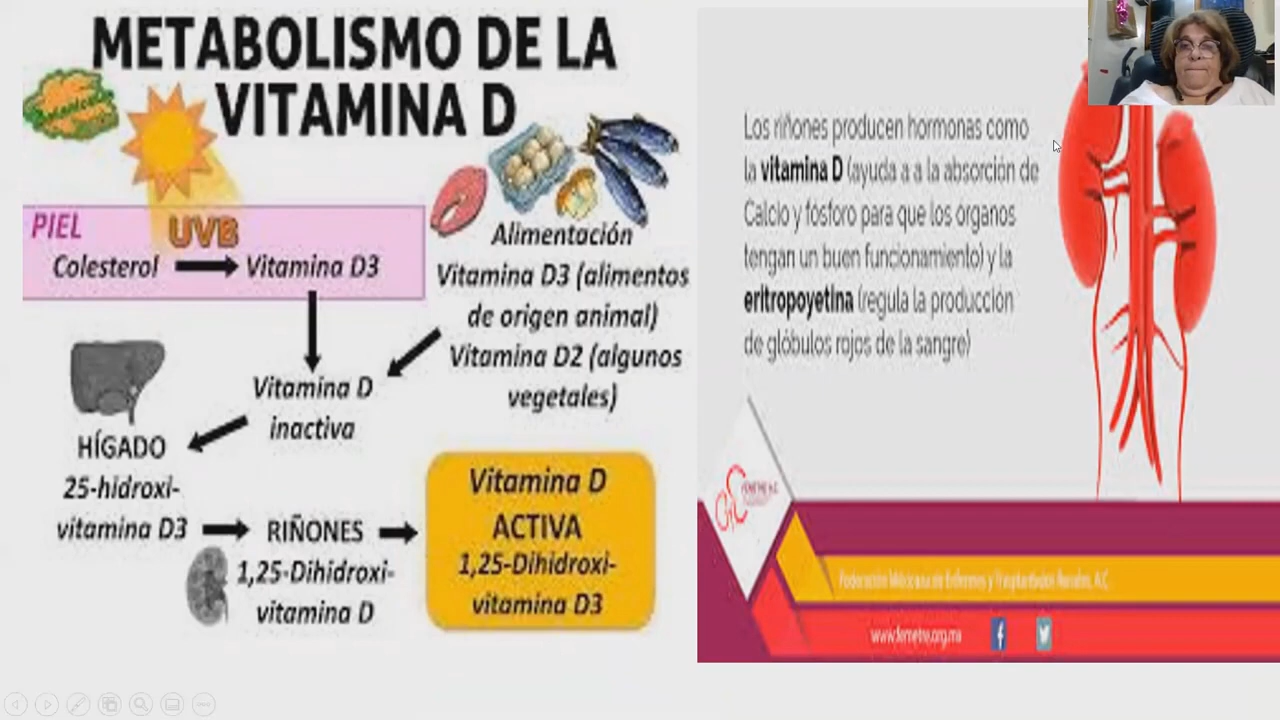 METABOLISMO DE LA
VITAMINA D
PIEL
UVB
Colesterol
Vitamina D3
Alimentación
Vitamina D3 (alimentos
de origen animal)
Vitamina D2 (algunos
vegetales)
Vitamina D
inactiva
HÍGADO
25-hidroxi-
vitamina D3
RIÑONES
1,25-Dihidroxi-
vitamina D
Vitamina D
ACTIVA
1,25-Dihidroxi-
vitamina D3
Los riñones producen hormonas como
la vitamina D (ayuda a a la absorción de
Calcio y fósforo para que los órganos
tengan un buen funcionamiento) y la
eritropoyetina (regula la producción
de glóbulos rojos de la sangre)
Federación Mexicana de Enfermos y Trasplantados Renales, A.C.
www.femetre.org.mx